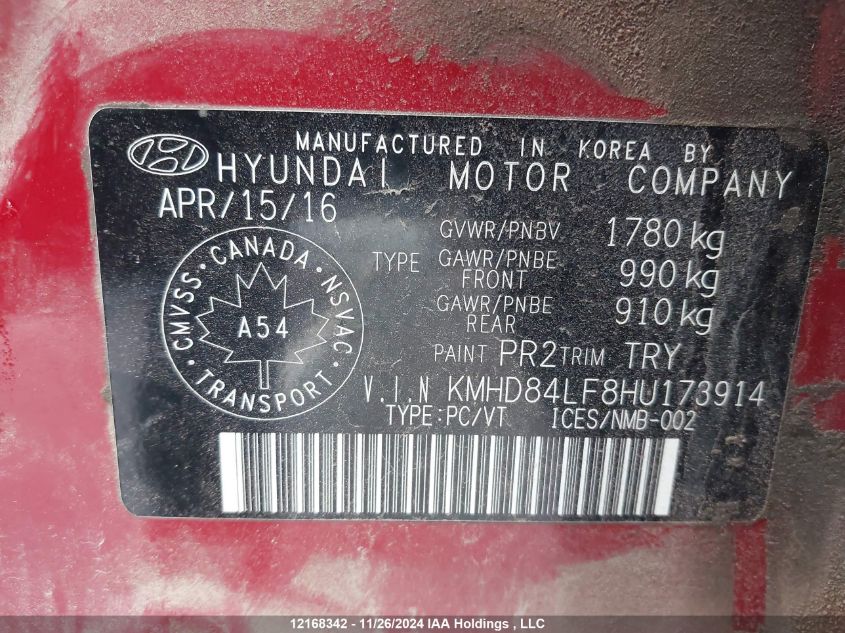 MANUFACTURED IN KOREA BY
HYUNDAI MOTOR COMPANY
APR/15/16
GVWR/PNBV 1780 kg
TYPE GAWR/PNBE FRONT 990 kg
GAWR/PNBE REAR 910 kg
CMVSS · CANADA · NSVAC · TRANSPORT ·
A54
PAINT PR2 TRIM TRY
V.I.N KMHD84LF8HU173914
TYPE:PC/VT ICES/NMB-002
12168342 - 11/26/2024 IAA Holdings , LLC